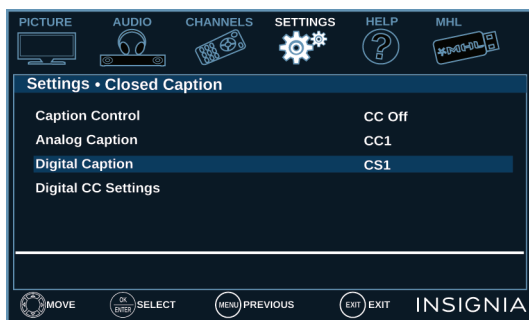 PICTURE AUDIO CHANNELS SETTINGS HELP MHL
MHL
Settings • Closed Caption
Caption Control CC Off
Analog Caption CC1
Digital Caption CS1
Digital CC Settings
MOVE OK ENTER SELECT MENU PREVIOUS EXIT EXIT INSIGNIA